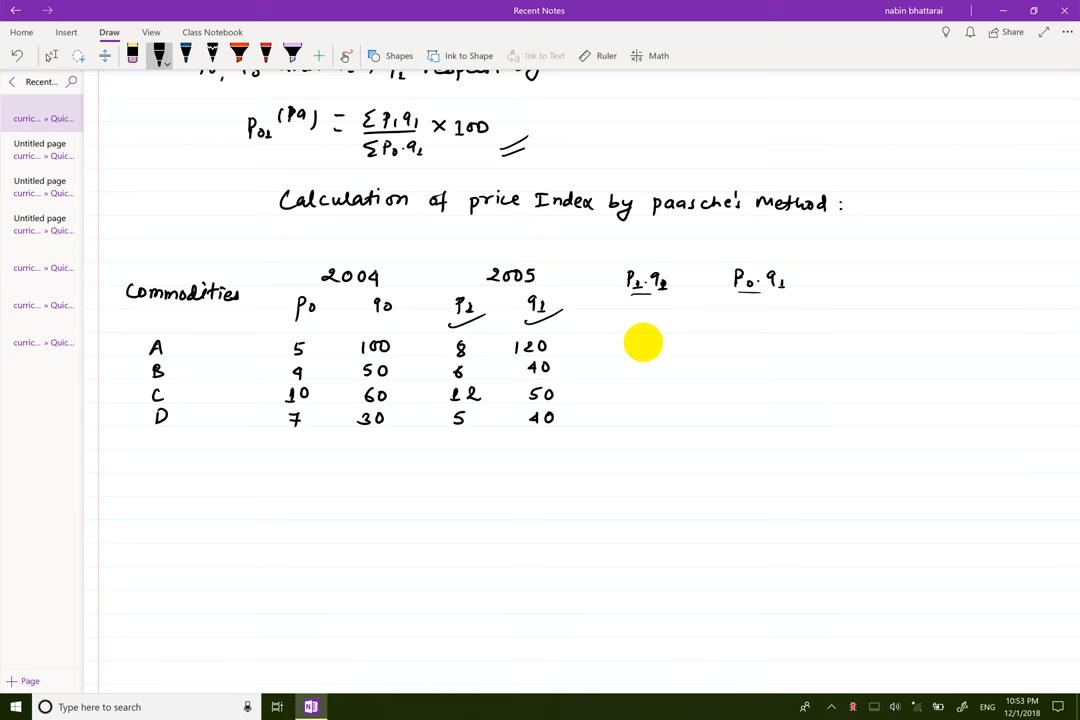 Recent Notes
nabin bhattarai
Home Insert Draw View Class Notebook
Share
Shapes Ink to Shape Ink to Text Ruler Math
Recent...
curric... » Quic...
Untitled page
curric... » Quic...
Untitled page
curric... » Quic...
Untitled page
curric... » Quic...
curric... » Quic...
curric... » Quic...
curric... » Quic...
P01 (Pa) = Σ P1 q1 / Σ P0 . q1 × 100
Calculation of price Index by paasche's Method :
Commodities 2004 2005 P1 . q1 P0 . q1
P0 q0 P1 q1
A 5 100 8 120
B 4 50 6 40
C 10 60 12 50
D 7 30 5 40
+ Page
Type here to search
ENG
10:53 PM
12/1/2018